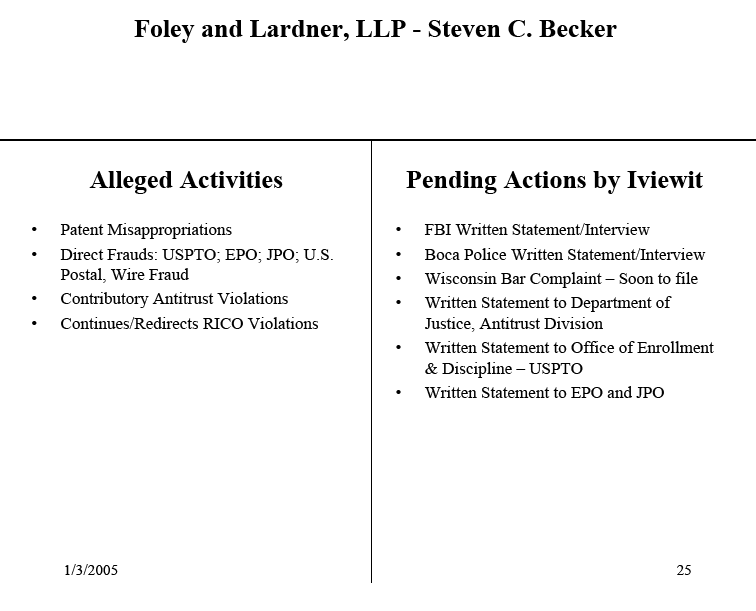 Foley and Lardner, LLP - Steven C. Becker
Alleged Activities
• Patent Misappropriations
• Direct Frauds: USPTO; EPO; JPO; U.S.
Postal, Wire Fraud
• Contributory Antitrust Violations
• Continues/Redirects RICO Violations
Pending Actions by Iviewit
• FBI Written Statement/Interview
• Boca Police Written Statement/Interview
• Wisconsin Bar Complaint – Soon to file
• Written Statement to Department of
Justice, Antitrust Division
• Written Statement to Office of Enrollment
& Discipline – USPTO
• Written Statement to EPO and JPO
1/3/2005
25